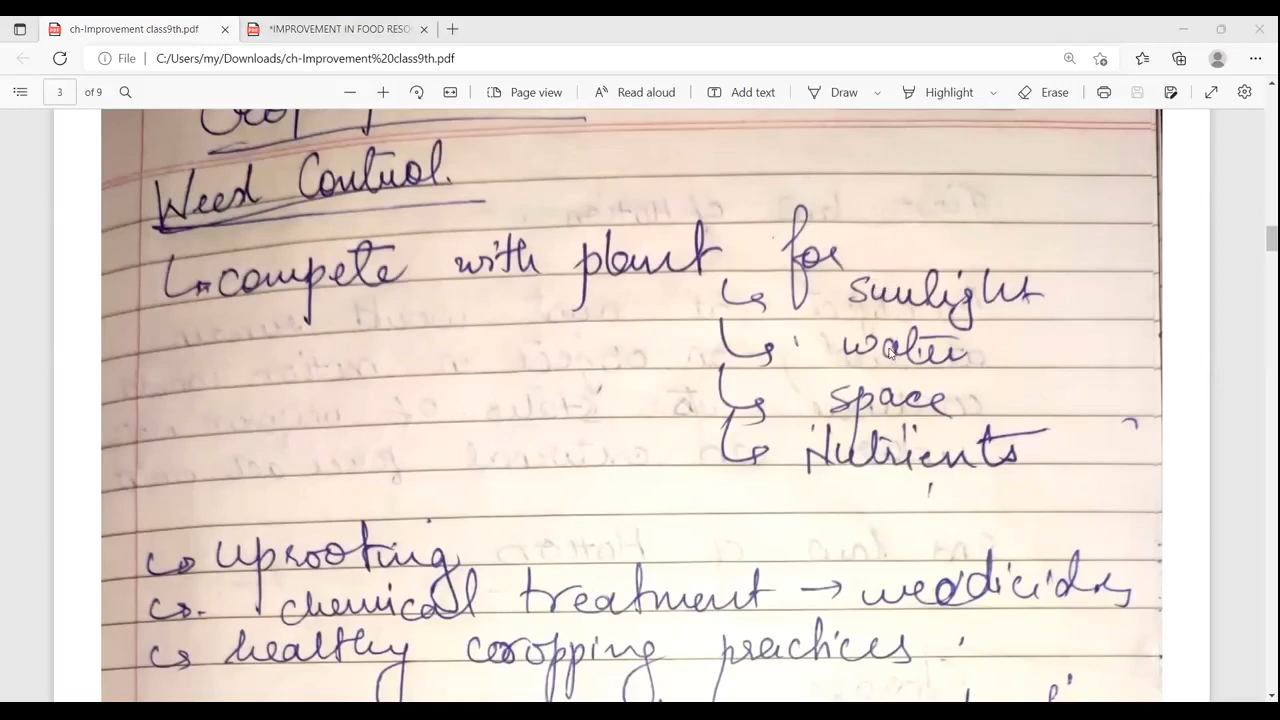 ch-Improvement class9th.pdf
*IMPROVEMENT IN FOOD RESO
File C:/Users/my/Downloads/ch-Improvement%20class9th.pdf
3 of 9 Page view Read aloud Add text Draw Highlight Erase
Weed Control.
compete with plant for
sunlight
water
space
Nutrients
uprooting
chemical treatment → weedicides
healthy cropping practices.